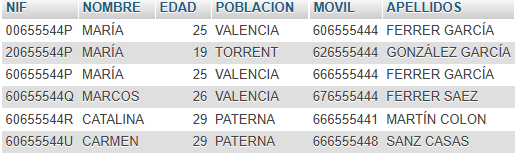 NIF NOMBRE EDAD POBLACION MOVIL APELLIDOS
00655544P MARÍA 25 VALENCIA 606555444 FERRER GARCÍA
20655544P MARÍA 19 TORRENT 626555444 GONZÁLEZ GARCÍA
60655544P MARÍA 25 VALENCIA 666555444 FERRER GARCÍA
60655544Q MARCOS 26 VALENCIA 676555444 FERRER SAEZ
60655544R CATALINA 29 PATERNA 666555441 MARTÍN COLON
60655544U CARMEN 29 PATERNA 666555448 SANZ CASAS